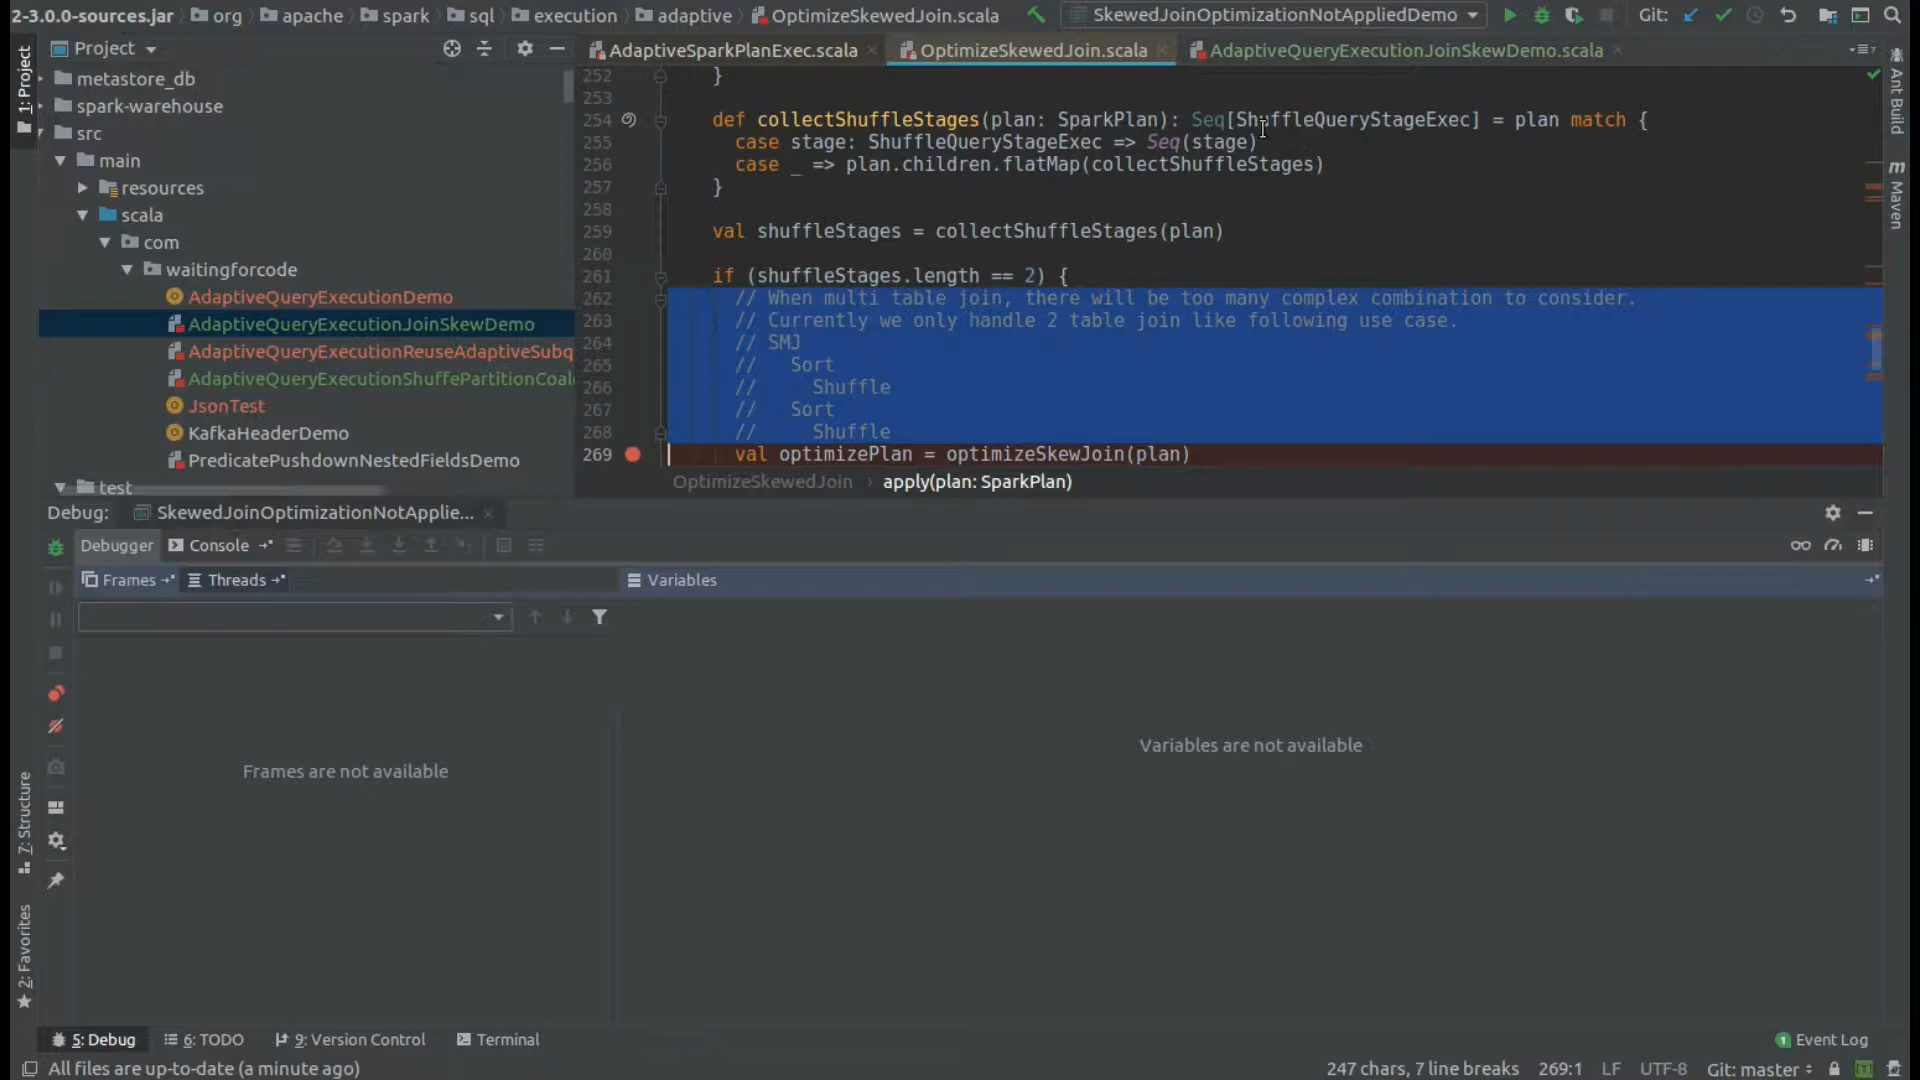 2-3.0.0-sources.jar org apache spark sql execution adaptive OptimizeSkewedJoin.scala SkewedJoinOptimizationNotAppliedDemo Git:
1: Project
Project
metastore_db
spark-warehouse
src
main
resources
scala
com
waitingforcode
AdaptiveQueryExecutionDemo
AdaptiveQueryExecutionJoinSkewDemo
AdaptiveQueryExecutionReuseAdaptiveSubq
AdaptiveQueryExecutionShuffePartitionCoal
JsonTest
KafkaHeaderDemo
PredicatePushdownNestedFieldsDemo
test
AdaptiveSparkPlanExec.scala OptimizeSkewedJoin.scala AdaptiveQueryExecutionJoinSkewDemo.scala
252 }
253
254 def collectShuffleStages(plan: SparkPlan): Seq[ShuffleQueryStageExec] = plan match {
255 case stage: ShuffleQueryStageExec => Seq(stage)
256 case _ => plan.children.flatMap(collectShuffleStages)
257 }
258
259 val shuffleStages = collectShuffleStages(plan)
260
261 if (shuffleStages.length == 2) {
262 // When multi table join, there will be too many complex combination to consider.
263 // Currently we only handle 2 table join like following use case.
264 // SMJ
265 // Sort
266 // Shuffle
267 // Sort
268 // Shuffle
269 val optimizePlan = optimizeSkewJoin(plan)
OptimizeSkewedJoin › apply(plan: SparkPlan)
Ant Build
m Maven
Debug: SkewedJoinOptimizationNotApplie...
Debugger Console
Frames Threads Variables
Frames are not available
Variables are not available
7: Structure
2: Favorites
5: Debug 6: TODO 9: Version Control Terminal 1 Event Log
All files are up-to-date (a minute ago) 247 chars, 7 line breaks 269:1 LF UTF-8 Git: master